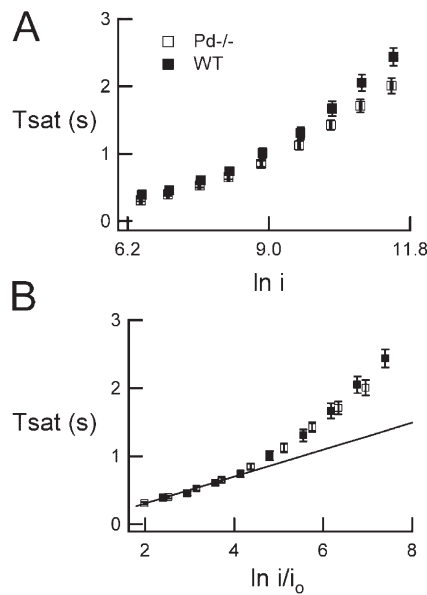 A
3
Pd-/-
WT
2
Tsat (s)
1
0
6.2 9.0 11.8
ln i
B
3
2
Tsat (s)
1
0
2 4 6 8
ln i/io